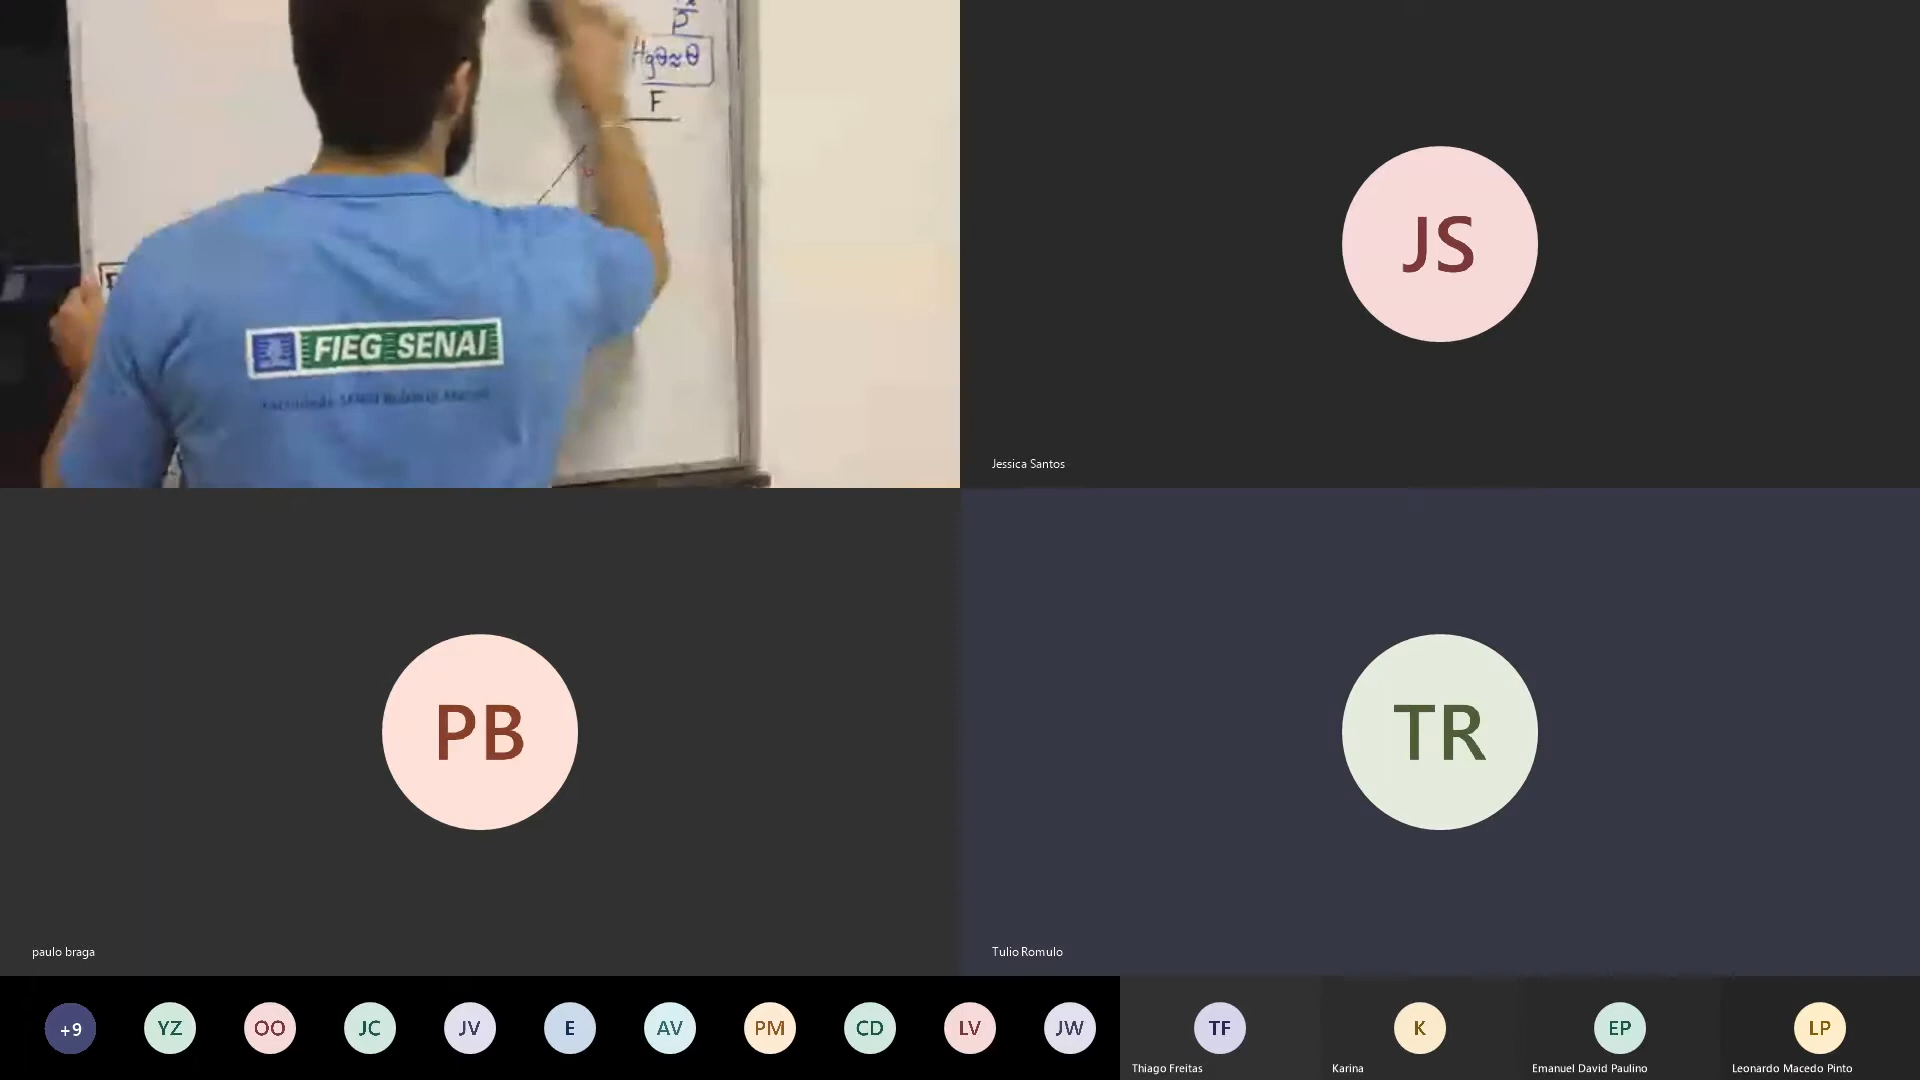 P
Hgθ≈θ
F
FIEG SENAI
JS
Jessica Santos
PB
paulo braga
TR
Tulio Romulo
+9 YZ OO JC JV E AV PM CD LV JW TF K EP LP
Thiago Freitas Karina Emanuel David Paulino Leonardo Macedo Pinto